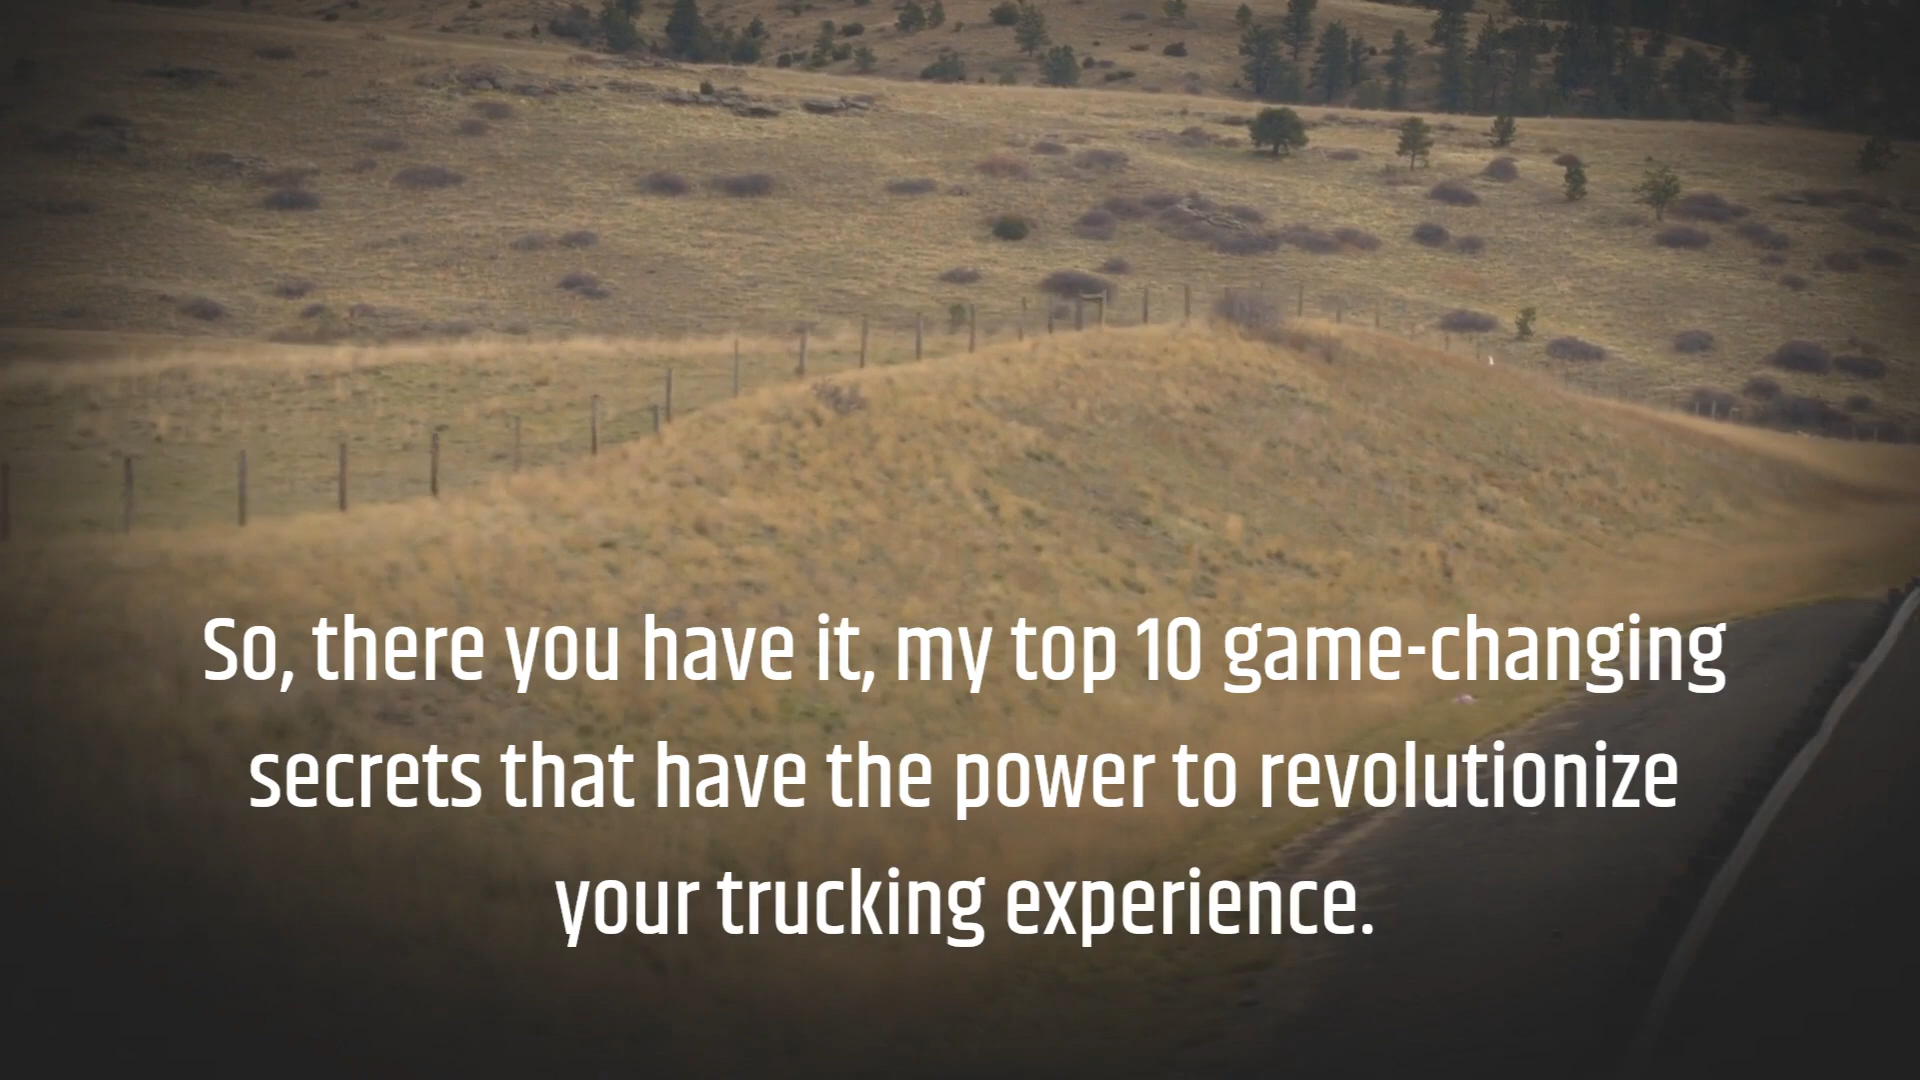 So, there you have it, my top 10 game-changing
secrets that have the power to revolutionize
your trucking experience.